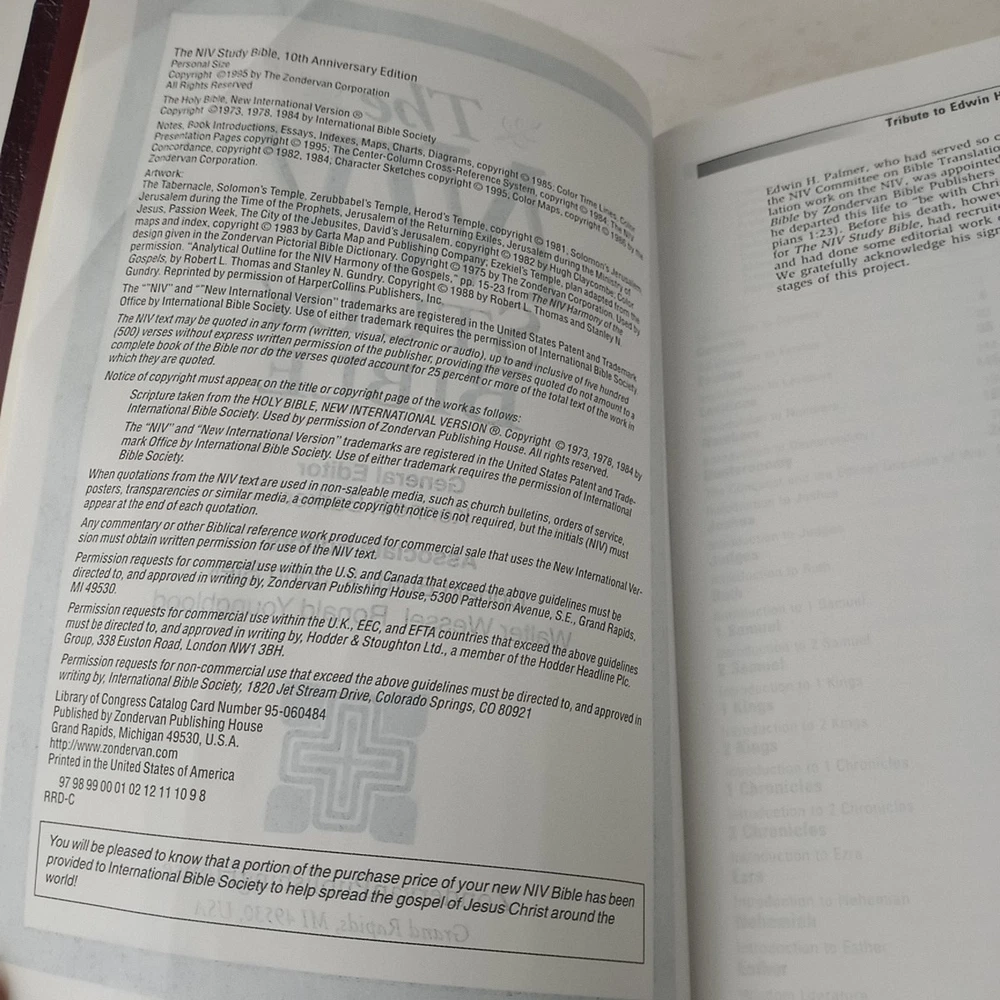 The NIV Study Bible, 10th Anniversary Edition
Personal Size
Copyright ©1995 by The Zondervan Corporation
All Rights Reserved
The Holy Bible, New International Version ®
Copyright ©1973, 1978, 1984 by International Bible Society
Notes, Book Introductions, Essays, Indexes, Maps, Charts, Diagrams, copyright © 1985; Color Time Lines, Color
Presentation Pages copyright © 1995; The Center-Column Cross-Reference System, copyright © 1984; The NIV
Concordance, copyright © 1982, 1984; Character Sketches copyright © 1995, Color Maps, copyright © 1986 by the
Zondervan Corporation.
Artwork:
The Tabernacle, Solomon's Temple, Zerubbabel's Temple, Herod's Temple, copyright © 1981, Solomon's Jerusalem,
Jerusalem during the Time of the Prophets, Jerusalem of the Returning Exiles, Jerusalem during the Ministry of
Jesus, Passion Week, The City of the Jebusites, David's Jerusalem, copyright © 1982 by Hugh Claycombe; Color
maps and index, copyright © 1983 by Carta Map and Publishing Company; Ezekiel's Temple, plan adapted from the
design given in the Zondervan Pictorial Bible Dictionary. Copyright © 1975 by The Zondervan Corporation. Used by
permission. "Analytical Outline for the NIV Harmony of the Gospels," pp. 15-23 from The NIV Harmony of the
Gospels, by Robert L. Thomas and Stanley N. Gundry. Copyright © 1988 by Robert L. Thomas and Stanley N.
Gundry. Reprinted by permission of HarperCollins Publishers, Inc.
The ""NIV" and ""New International Version" trademarks are registered in the United States Patent and Trademark
Office by International Bible Society. Use of either trademark requires the permission of International Bible Society.
The NIV text may be quoted in any form (written, visual, electronic or audio), up to and inclusive of five hundred
(500) verses without express written permission of the publisher, providing the verses quoted do not amount to a
complete book of the Bible nor do the verses quoted account for 25 percent or more of the total text of the work in
which they are quoted.
Notice of copyright must appear on the title or copyright page of the work as follows:
Scripture taken from the HOLY BIBLE, NEW INTERNATIONAL VERSION ®. Copyright © 1973, 1978, 1984 by
International Bible Society. Used by permission of Zondervan Publishing House. All rights reserved.
The "NIV" and "New International Version" trademarks are registered in the United States Patent and Trade-
mark Office by International Bible Society. Use of either trademark requires the permission of International
Bible Society.
When quotations from the NIV text are used in non-saleable media, such as church bulletins, orders of service,
posters, transparencies or similar media, a complete copyright notice is not required, but the initials (NIV) must
appear at the end of each quotation.
Any commentary or other Biblical reference work produced for commercial sale that uses the New International Ver-
sion must obtain written permission for use of the NIV text.
Permission requests for commercial use within the U.S. and Canada that exceed the above guidelines must be
directed to, and approved in writing by, Zondervan Publishing House, 5300 Patterson Avenue, S.E., Grand Rapids,
MI 49530.
Permission requests for commercial use within the U.K., EEC, and EFTA countries that exceed the above guidelines
must be directed to, and approved in writing by, Hodder & Stoughton Ltd., a member of the Hodder Headline Plc.
Group, 338 Euston Road, London NW1 3BH.
Permission requests for non-commercial use that exceed the above guidelines must be directed to, and approved in
writing by, International Bible Society, 1820 Jet Stream Drive, Colorado Springs, CO 80921
Library of Congress Catalog Card Number 95-060484
Published by Zondervan Publishing House
Grand Rapids, Michigan 49530, U.S.A.
http://www.zondervan.com
Printed in the United States of America
97 98 99 00 01 02 12 11 10 9 8
RRD-C
You will be pleased to know that a portion of the purchase price of your new NIV Bible has been
provided to International Bible Society to help spread the gospel of Jesus Christ around the
world!
Tribute to Edwin H
Edwin H. Palmer, who had served so
the NIV Committee on Bible Translation
lation work on the NIV, was appointed
Bible by Zondervan Bible Publishers
he departed this life to "be with Chris
pians 1:23). Before his death, howev
for The NIV Study Bible, had recruite
and had done some editorial work
We gratefully acknowledge his sign
stages of this project.